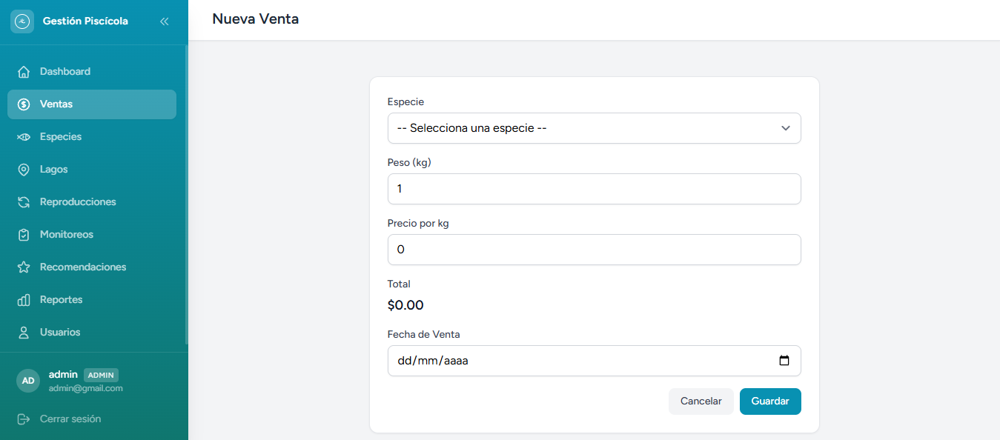 Gestión Piscícola
Nueva Venta
Dashboard
Ventas
Especies
Lagos
Reproducciones
Monitoreos
Recomendaciones
Reportes
Usuarios
AD
admin ADMIN
admin@gmail.com
Cerrar sesión
Especie
-- Selecciona una especie --
Peso (kg)
1
Precio por kg
0
Total
$0.00
Fecha de Venta
dd/mm/aaaa
Cancelar
Guardar